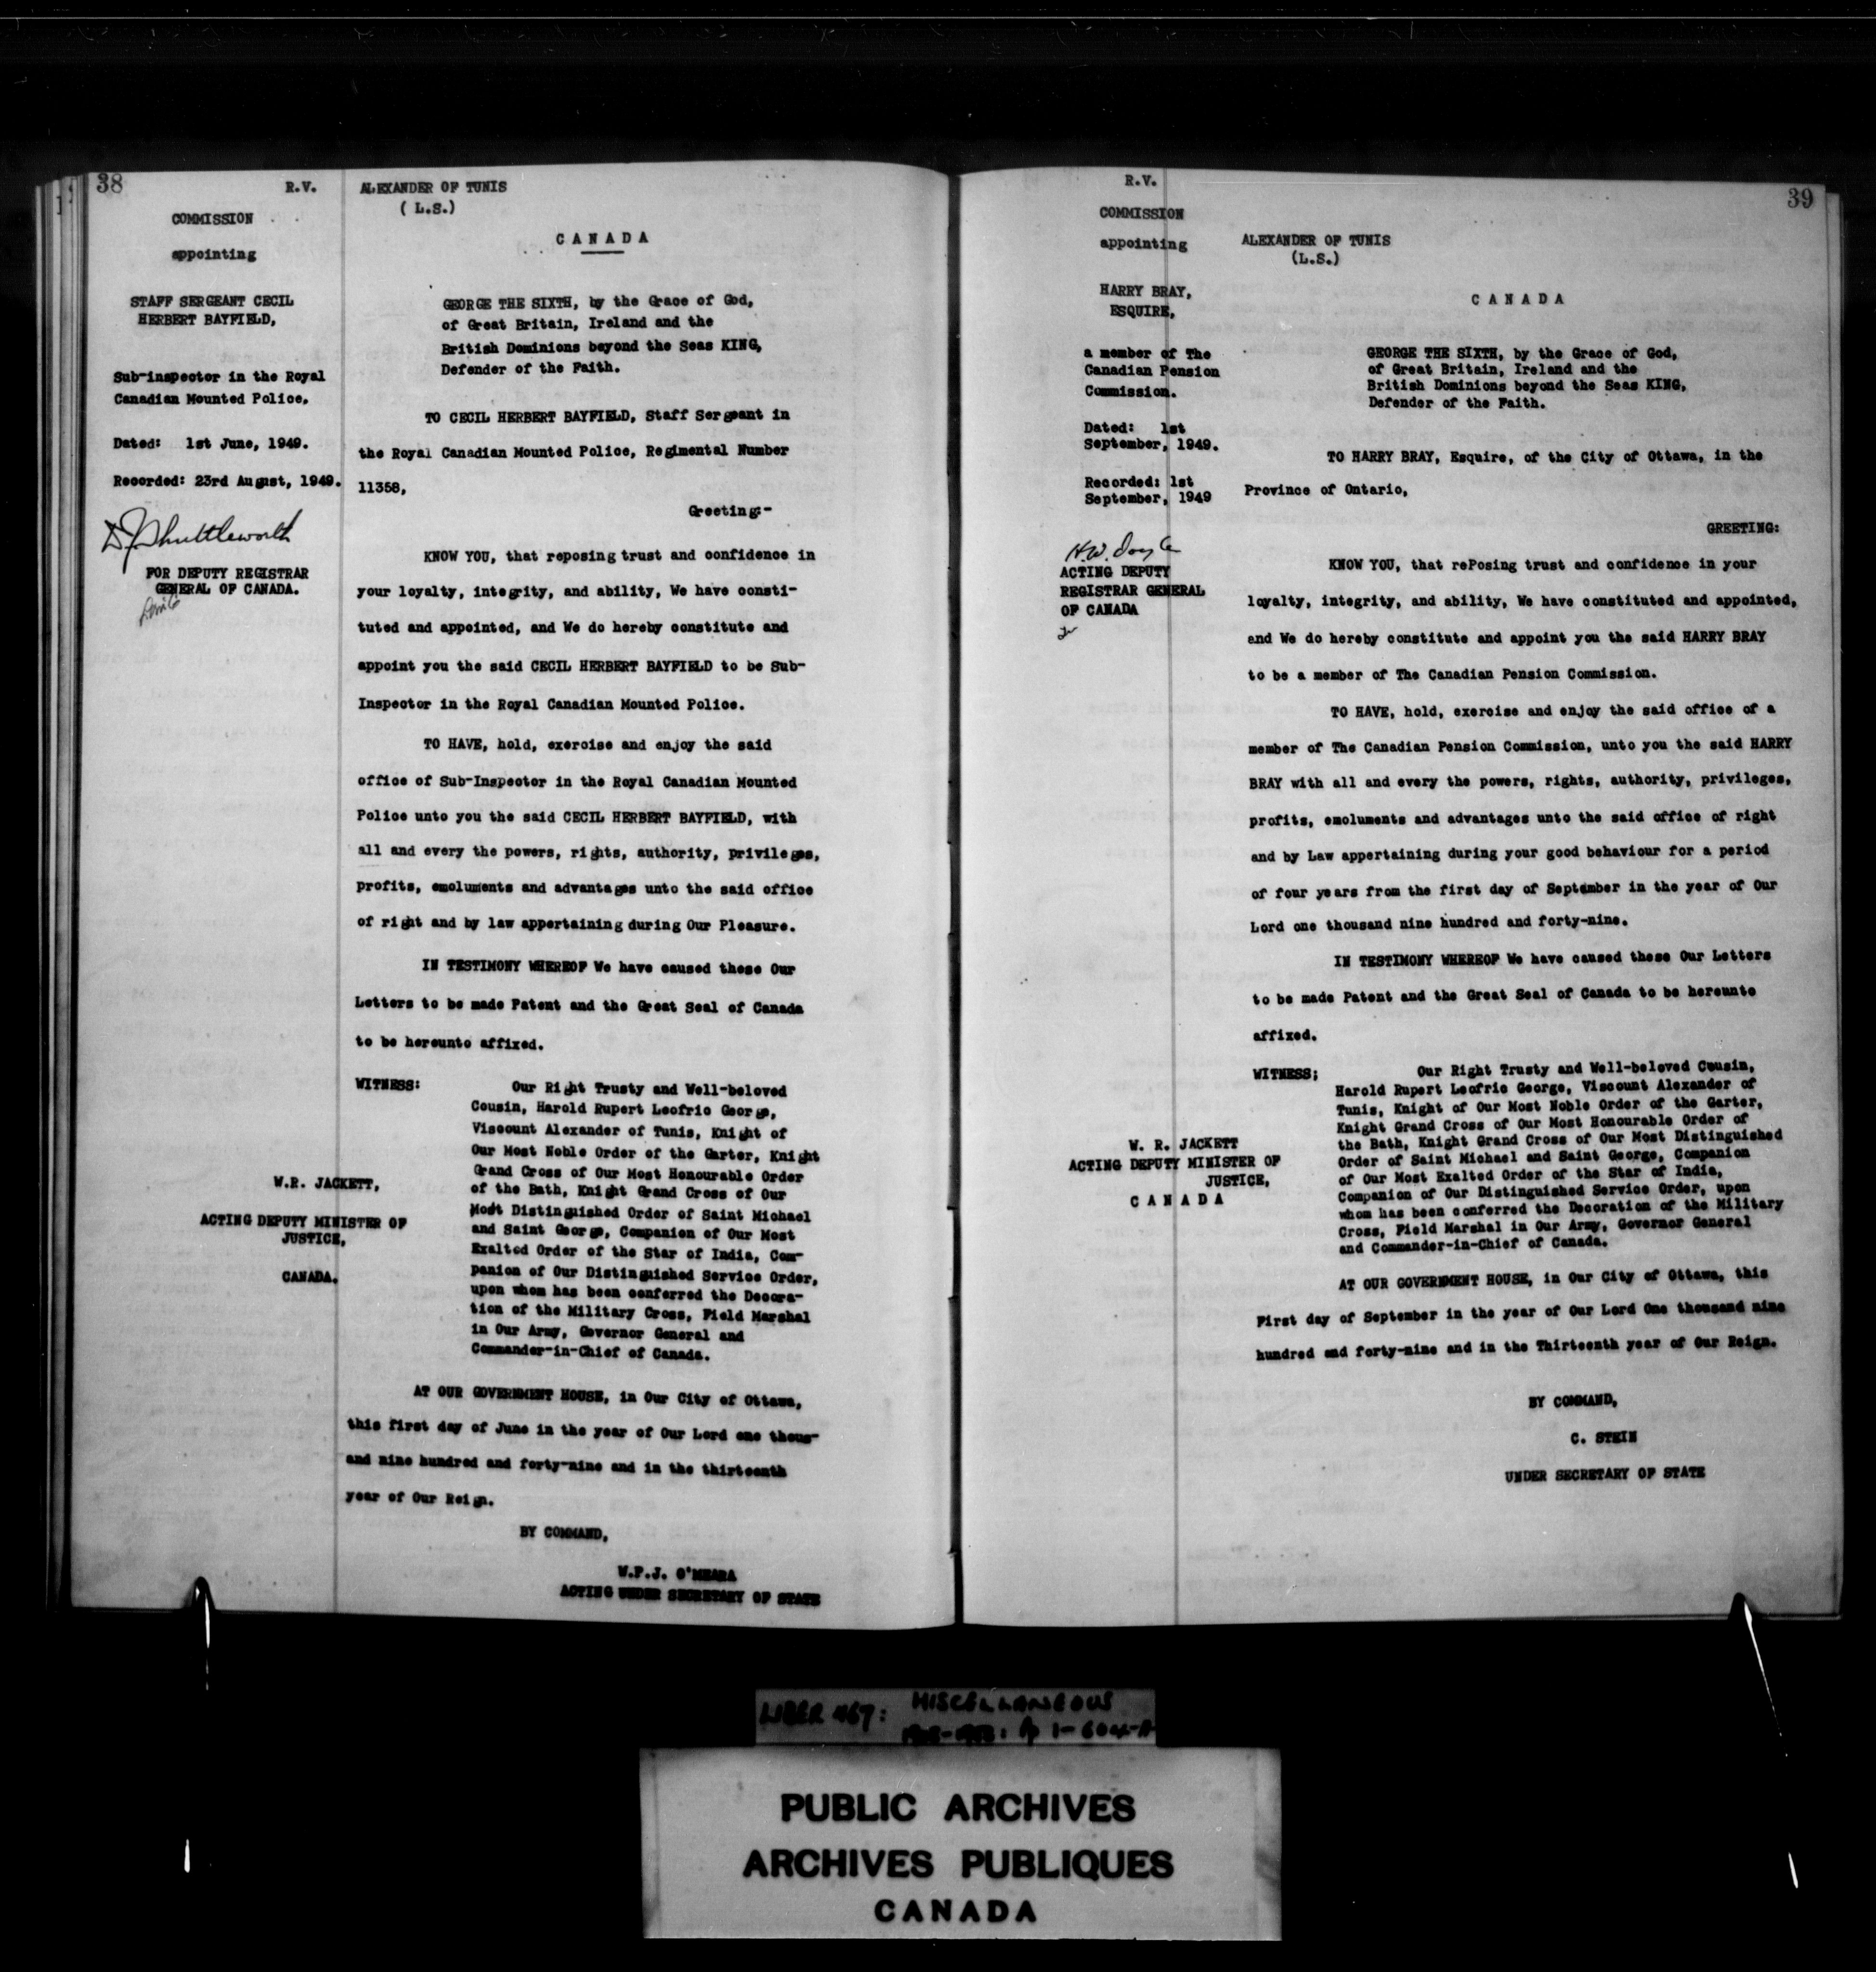 38
R.V.
COMMISSION
appointing
STAFF SERGEANT CECIL
HERBERT BAYFIELD,
Sub-inspector in the Royal
Canadian Mounted Police.
Dated: 1st June, 1949.
Recorded: 23rd August, 1949.
D. J. Shuttleworth
FOR DEPUTY REGISTRAR
GENERAL OF CANADA.
W.R. JACKETT,
ACTING DEPUTY MINISTER OF
JUSTICE,
CANADA.
ALEXANDER OF TUNIS
( L.S.)
C A N A D A
GEORGE THE SIXTH, by the Grace of God,
of Great Britain, Ireland and the
British Dominions beyond the Seas KING,
Defender of the Faith.
TO CECIL HERBERT BAYFIELD, Staff Sergeant in
the Royal Canadian Mounted Police, Regimental Number
11358,
Greeting:-
KNOW YOU, that reposing trust and confidence in
your loyalty, integrity, and ability, We have consti-
tuted and appointed, and We do hereby constitute and
appoint you the said CECIL HERBERT BAYFIELD to be Sub-
Inspector in the Royal Canadian Mounted Police.
TO HAVE, hold, exercise and enjoy the said
office of Sub-Inspector in the Royal Canadian Mounted
Police unto you the said CECIL HERBERT BAYFIELD, with
all and every the powers, rights, authority, privileges,
profits, emoluments and advantages unto the said office
of right and by law appertaining during Our Pleasure.
IN TESTIMONY WHEREOF We have caused these Our
Letters to be made Patent and the Great Seal of Canada
to be hereunto affixed.
WITNESS: Our Right Trusty and Well-beloved
Cousin, Harold Rupert Leofric George,
Viscount Alexander of Tunis, Knight of
Our Most Noble Order of the Garter, Knight
Grand Cross of Our Most Honourable Order
of the Bath, Knight Grand Cross of Our
Most Distinguished Order of Saint Michael
and Saint George, Companion of Our Most
Exalted Order of the Star of India, Com-
panion of Our Distinguished Service Order,
upon whom has been conferred the Decora-
tion of the Military Cross, Field Marshal
in Our Army, Governor General and
Commander-in-Chief of Canada.
AT OUR GOVERNMENT HOUSE, in Our City of Ottawa,
this first day of June in the year of Our Lord one thous-
and nine hundred and forty-nine and in the thirteenth
year of Our Reign.
BY COMMAND,
W.P.J. O'MEARA
ACTING UNDER SECRETARY OF STATE
39
R.V.
COMMISSION
appointing
HARRY BRAY,
ESQUIRE,
a member of The
Canadian Pension
Commission.
Dated: 1st
September, 1949.
Recorded: 1st
September, 1949
H.W. Doyle
ACTING DEPUTY
REGISTRAR GENERAL
OF CANADA
W. R. JACKETT
ACTING DEPUTY MINISTER OF
JUSTICE,
C A N A D A
ALEXANDER OF TUNIS
(L.S.)
C A N A D A
GEORGE THE SIXTH, by the Grace of God,
of Great Britain, Ireland and the
British Dominions beyond the Seas KING,
Defender of the Faith.
TO HARRY BRAY, Esquire, of the City of Ottawa, in the
Province of Ontario,
GREETING:
KNOW YOU, that rePosing trust and confidence in your
loyalty, integrity, and ability, We have constituted and appointed,
and We do hereby constitute and appoint you the said HARRY BRAY
to be a member of The Canadian Pension Commission.
TO HAVE, hold, exercise and enjoy the said office of a
member of The Canadian Pension Commission, unto you the said HARRY
BRAY with all and every the powers, rights, authority, privileges,
profits, emoluments and advantages unto the said office of right
and by Law appertaining during your good behaviour for a period
of four years from the first day of September in the year of Our
Lord one thousand nine hundred and forty-nine.
IN TESTIMONY WHEREOF We have caused these Our Letters
to be made Patent and the Great Seal of Canada to be hereunto
affixed.
WITNESS; Our Right Trusty and Well-beloved Cousin,
Harold Rupert Leofric George, Viscount Alexander of
Tunis, Knight of Our Most Noble Order of the Garter,
Knight Grand Cross of Our Most Honourable Order of
the Bath, Knight Grand Cross of Our Most Distinguished
Order of Saint Michael and Saint George, Companion
of Our Most Exalted Order of the Star of India,
Companion of Our Distinguished Service Order, upon
whom has been conferred the Decoration of the Military
Cross, Field Marshal in Our Army, Governor General
and Commander-in-Chief of Canada.
AT OUR GOVERNMENT HOUSE, in Our City of Ottawa, this
First day of September in the year of Our Lord One thousand nine
hundred and forty-nine and in the Thirteenth year of Our Reign.
BY COMMAND,
C. STEIN
UNDER SECRETARY OF STATE
LIBER 467: MISCELLANEOUS
1-604-A
PUBLIC ARCHIVES
ARCHIVES PUBLIQUES
CANADA